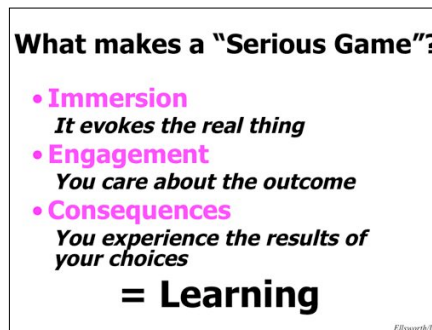 What makes a “Serious Game”?
• Immersion
It evokes the real thing
• Engagement
You care about the outcome
• Consequences
You experience the results of
your choices
= Learning